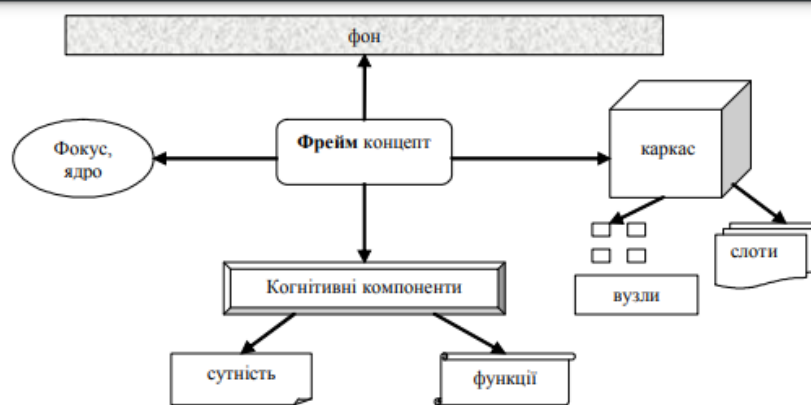 фон
Фокус,
ядро
Фрейм концепт
каркас
Когнітивні компоненти
вузли
слоти
сутність
функції